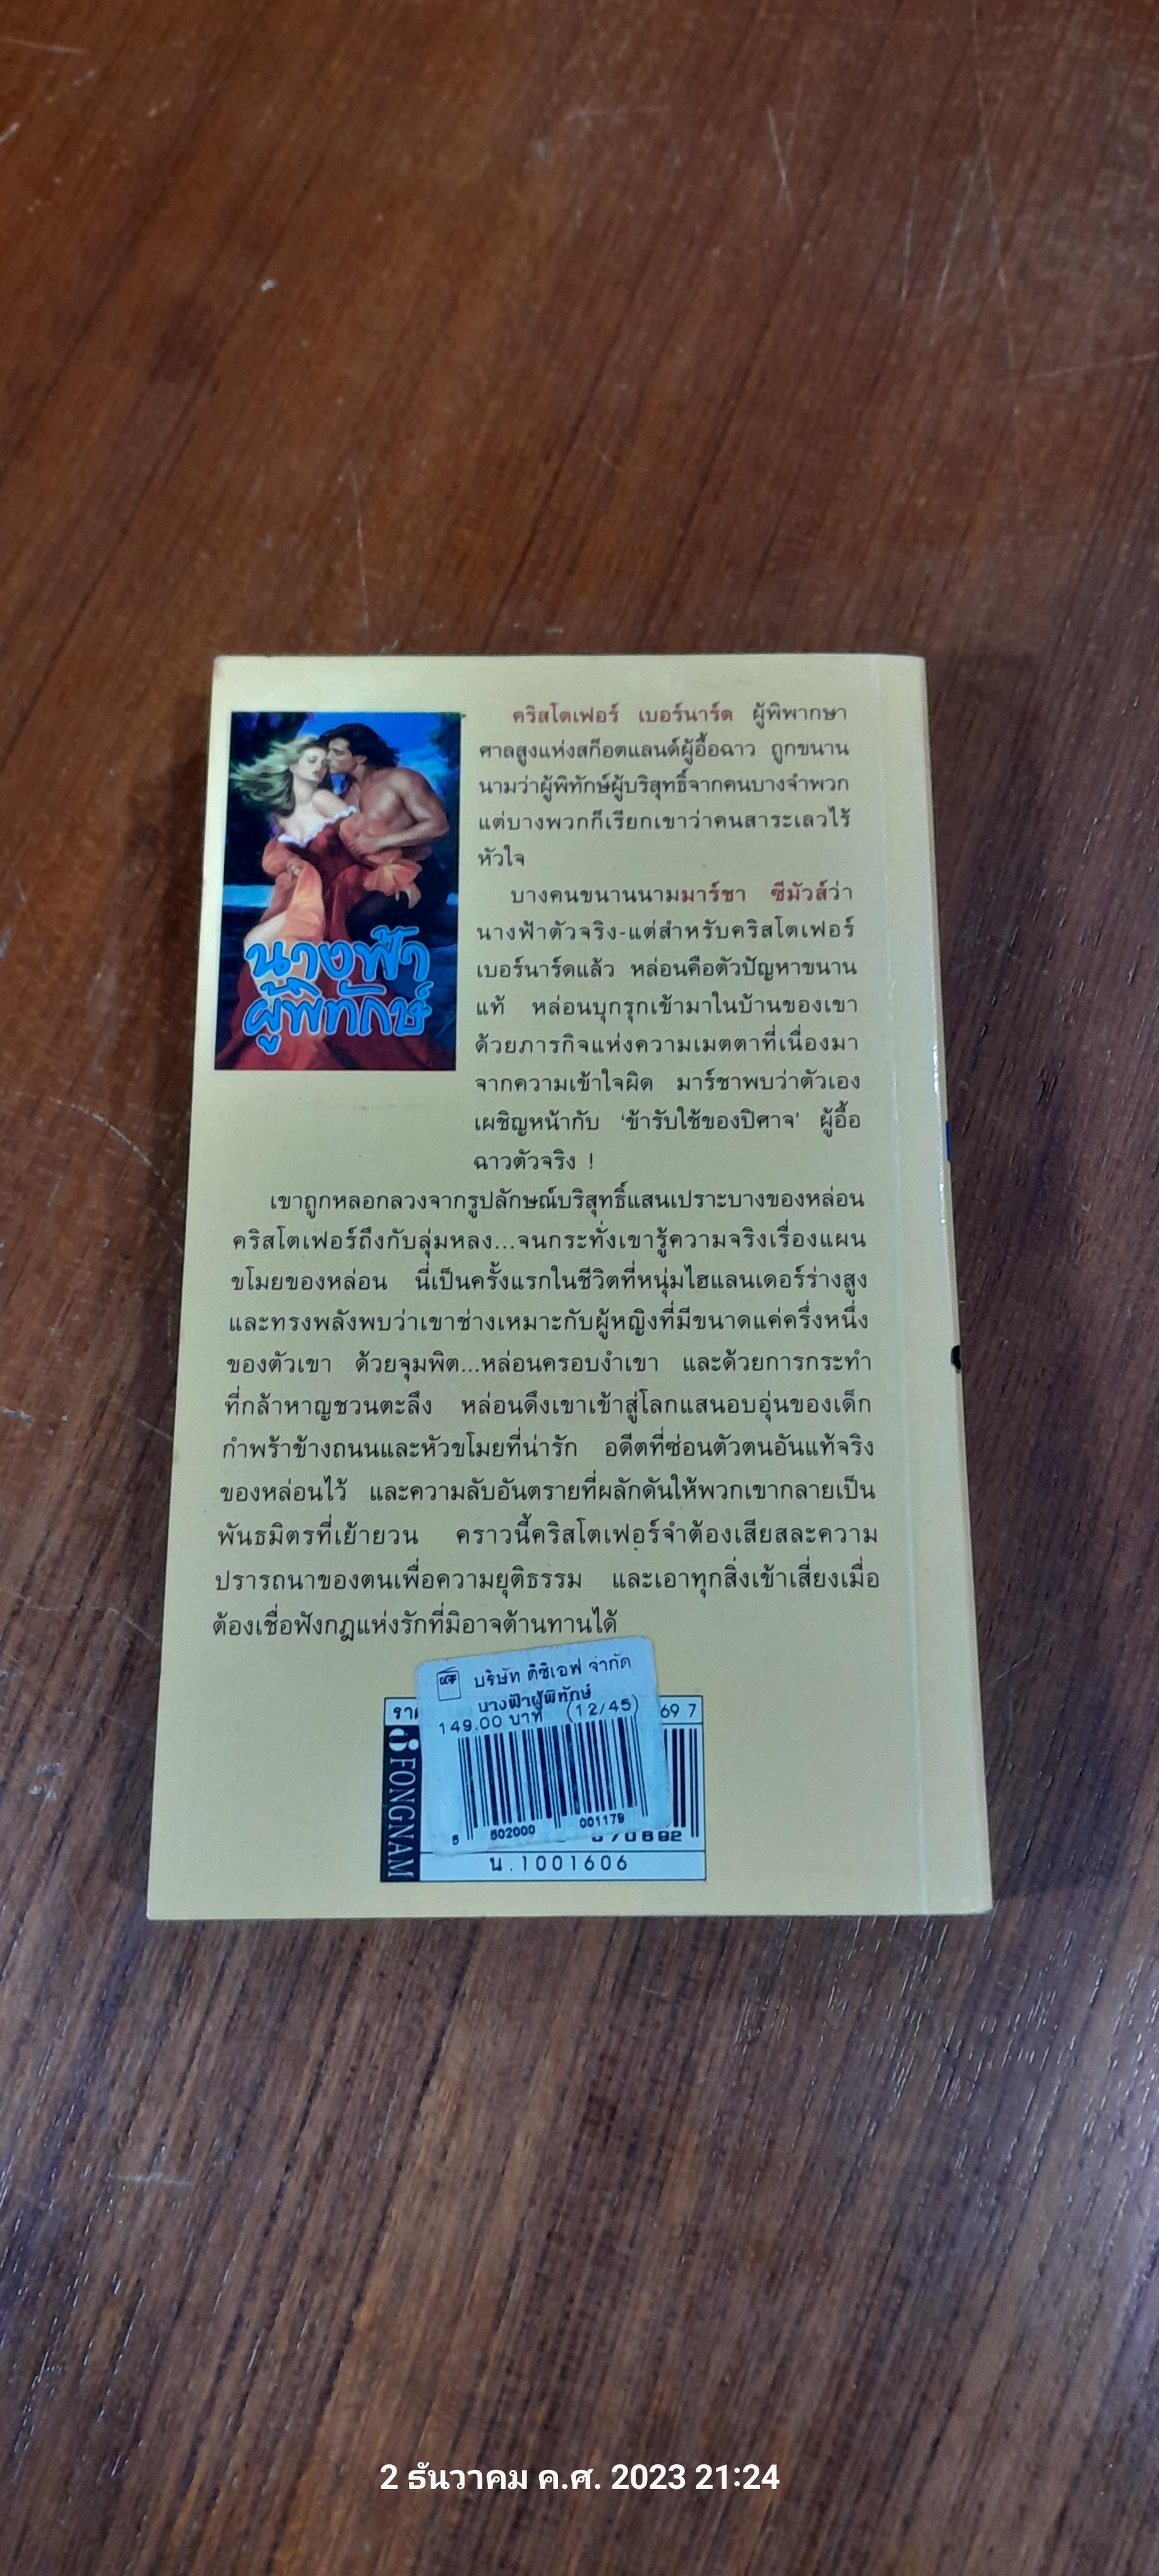 คริสโตเฟอร์ เบอร์นาร์ด ผู้พิพากษา
ศาลสูงแห่งสก็อตแลนด์ผู้อื้อฉาว ถูกขนาน
นามว่าผู้พิทักษ์ผู้บริสุทธิ์จากคนบางจำพวก
แต่บางพวกก็เรียกเขาว่าคนสาระเลวไร้
หัวใจ
บางคนขนานนามมาร์ชา ซีมัวส์ว่า
นางฟ้าตัวจริง-แต่สำหรับคริสโตเฟอร์
เบอร์นาร์ดแล้ว หล่อนคือตัวปัญหาขนาน
แท้ หล่อนบุกรุกเข้ามาในบ้านของเขา
ด้วยภารกิจแห่งความเมตตาที่เนื่องมา
จากความเข้าใจผิด มาร์ชาพบว่าตัวเอง
เผชิญหน้ากับ ‘ข้ารับใช้ของปิศาจ’ ผู้อื้อ
ฉาวตัวจริง !
นางฟ้า
ผู้พิทักษ์
เขาถูกหลอกลวงจากรูปลักษณ์บริสุทธิ์แสนเปราะบางของหล่อน
คริสโตเฟอร์ถึงกับลุ่มหลง...จนกระทั่งเขารู้ความจริงเรื่องแผน
ขโมยของหล่อน นี่เป็นครั้งแรกในชีวิตที่หนุ่มไฮแลนเดอร์ร่างสูง
และทรงพลังพบว่าเขาช่างเหมาะกับผู้หญิงที่มีขนาดแค่ครึ่งหนึ่ง
ของตัวเขา ด้วยจุมพิต...หล่อนครอบงำเขา และด้วยการกระทำ
ที่กล้าหาญชวนตะลึง หล่อนดึงเขาเข้าสู่โลกแสนอบอุ่นของเด็ก
กำพร้าข้างถนนและหัวขโมยที่น่ารัก อดีตที่ซ่อนตัวตนอันแท้จริง
ของหล่อนไว้ และความลับอันตรายที่ผลักดันให้พวกเขากลายเป็น
พันธมิตรที่เย้ายวน คราวนี้คริสโตเฟอร์จำต้องเสียสละความ
ปรารถนาของตนเพื่อความยุติธรรม และเอาทุกสิ่งเข้าเสี่ยงเมื่อ
ต้องเชื่อฟังกฎแห่งรักที่มิอาจต้านทานได้
บริษัท ดีซีเอฟ จำกัด
นางฟ้าผู้พิทักษ์
149.00 บาท (12/45)
69 7
5 502000 001179
070692
FONGNAM
น.1001606
2 ธันวาคม ค.ศ. 2023 21:24